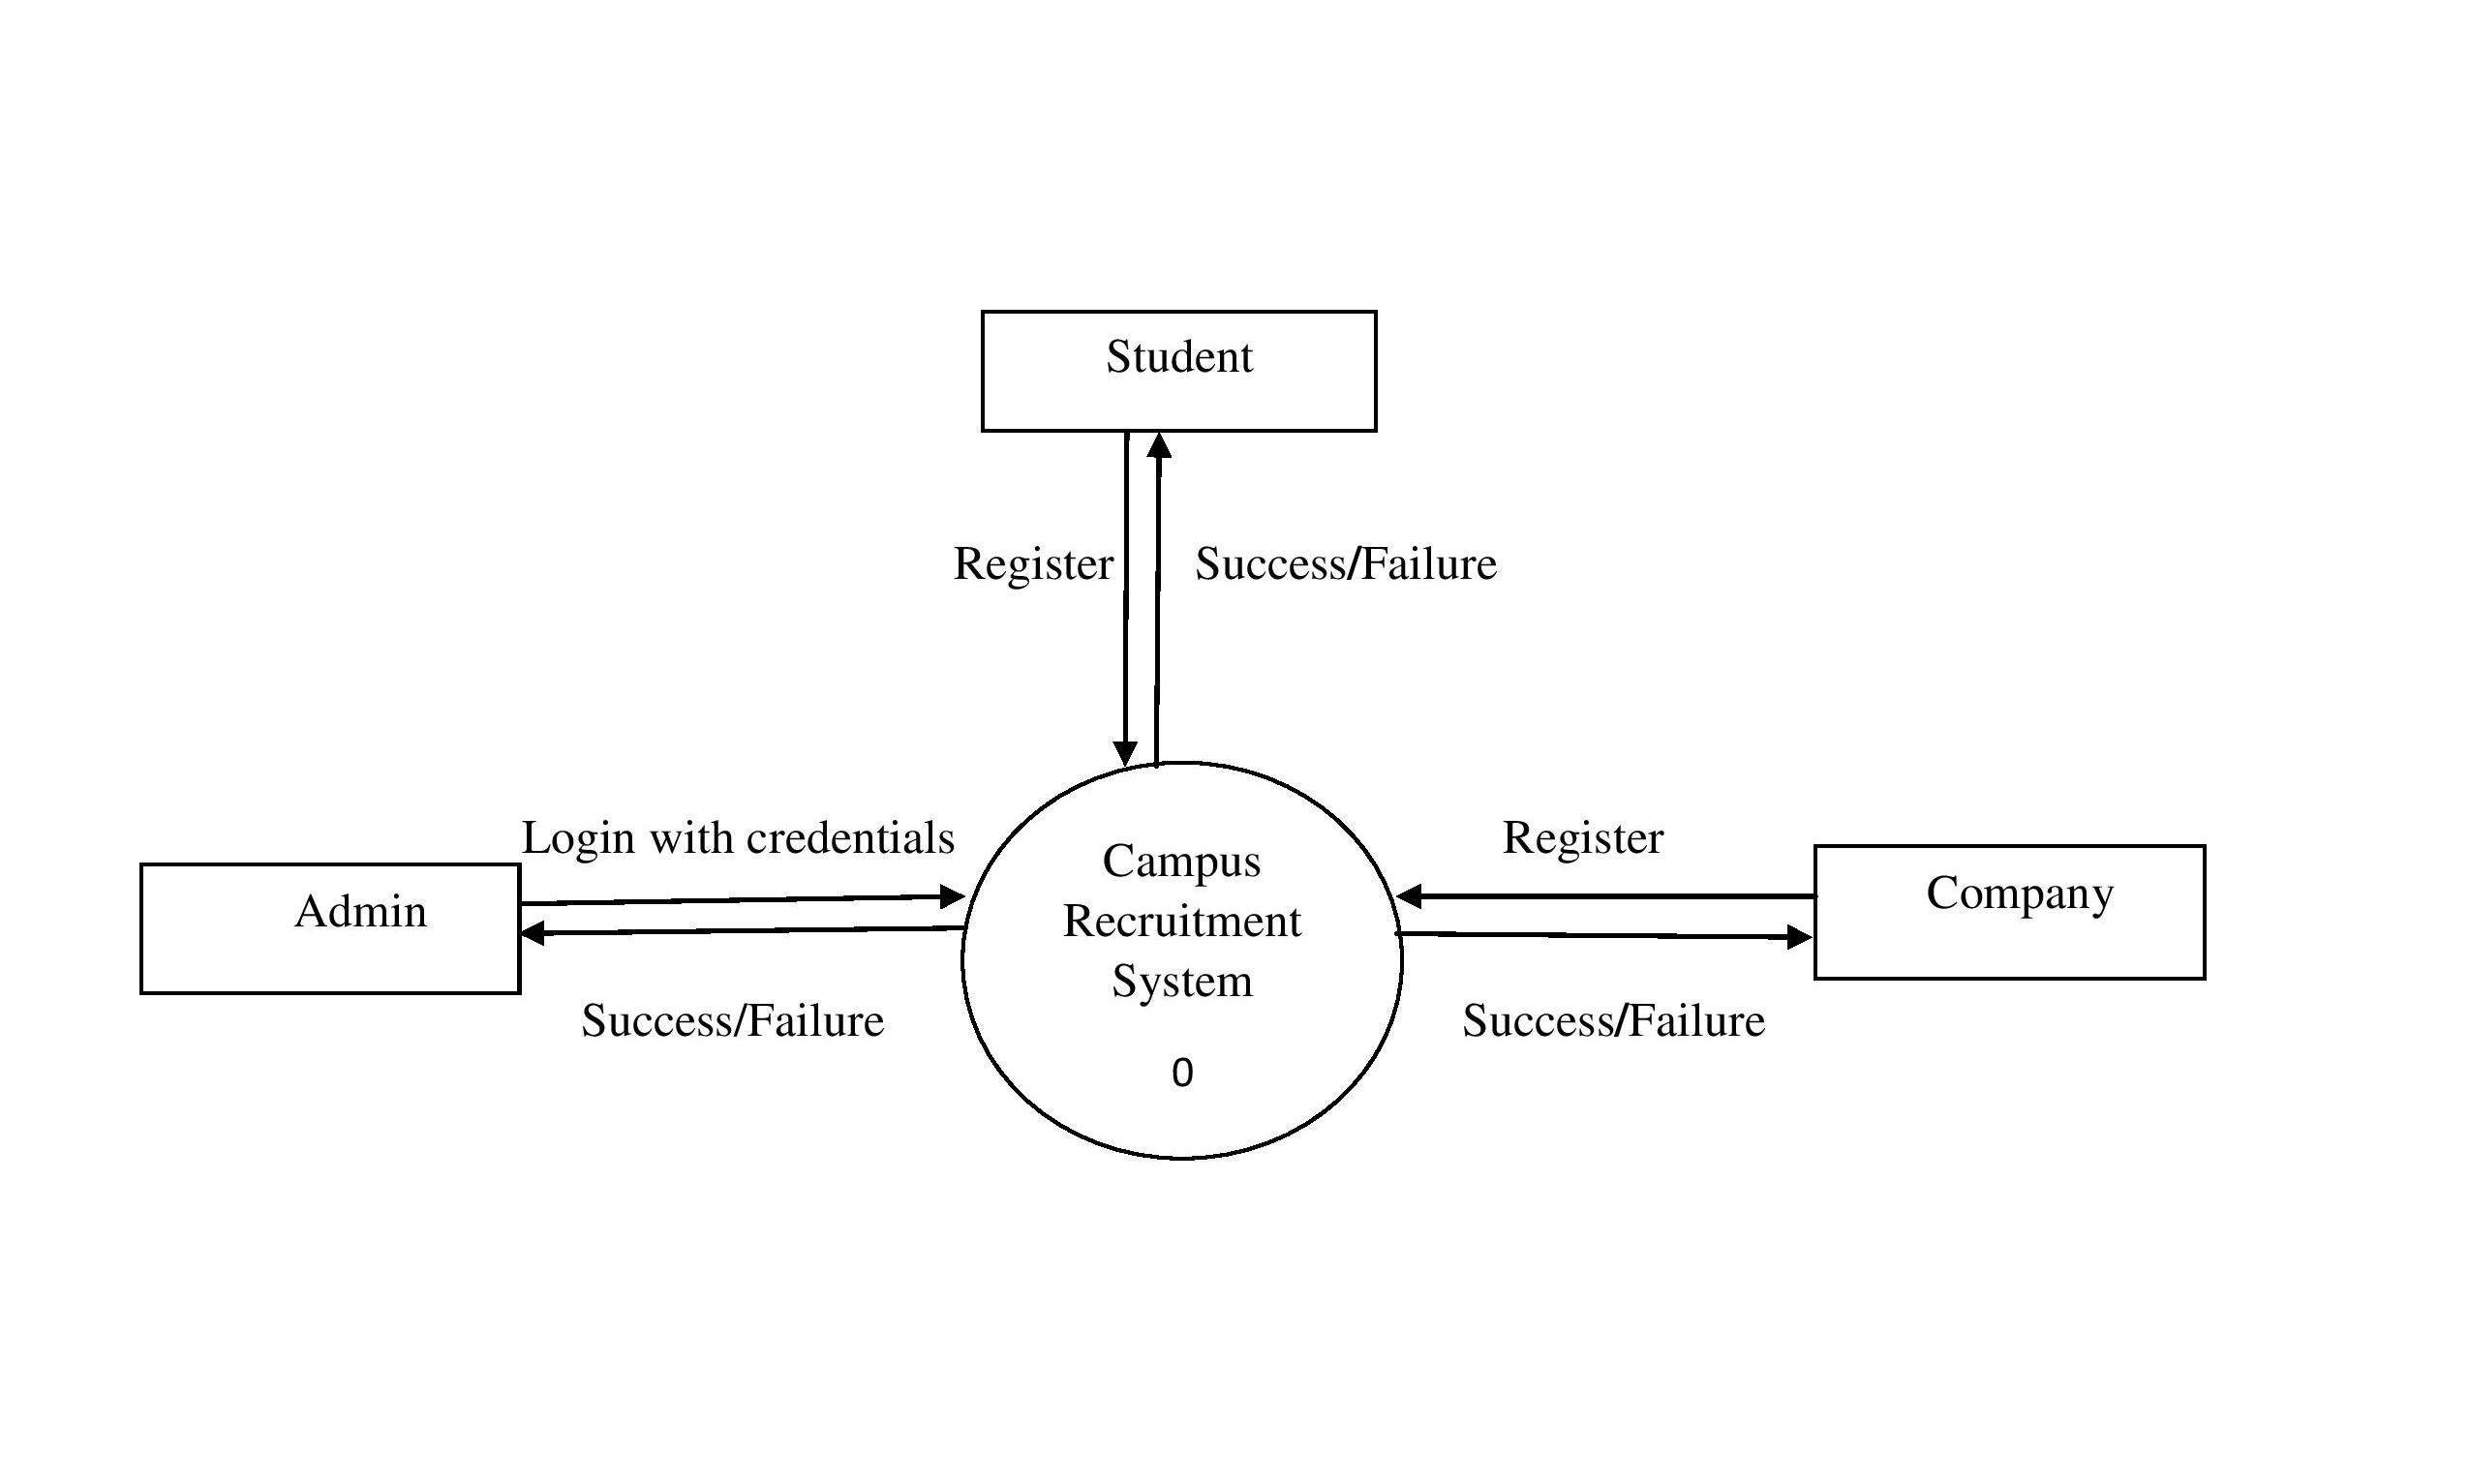 Student
Register
Success/Failure
Login with credentials
Register
Admin
Campus
Recruitment
System
0
Company
Success/Failure
Success/Failure